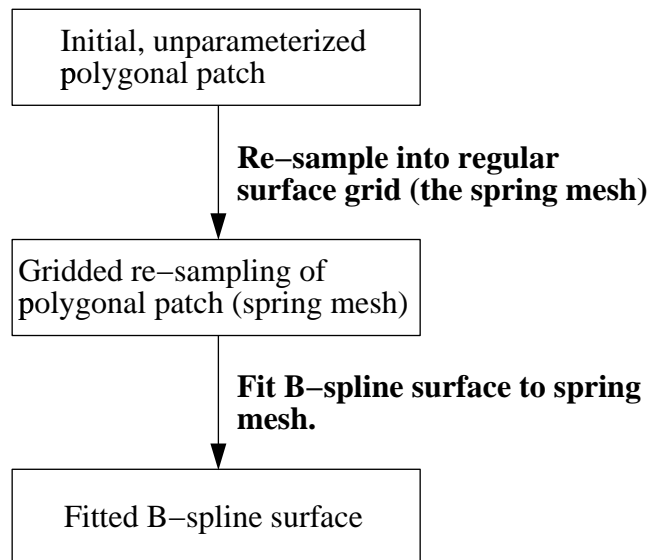 Initial, unparameterized
polygonal patch
Re−sample into regular
surface grid (the spring mesh)
Gridded re−sampling of
polygonal patch (spring mesh)
Fit B−spline surface to spring
mesh.
Fitted B−spline surface